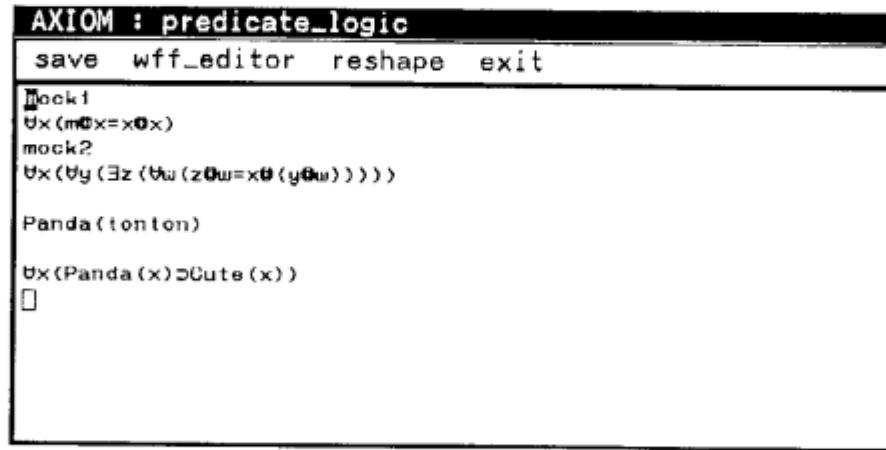 AXIOM : predicate_logic
save wff_editor reshape exit
mock1
∀x(m@x=x@x)
mock2
∀x(∀y(∃z(∀w(z@w=x@(y@w)))))
Panda(tonton)
∀x(Panda(x)⊃Cute(x))